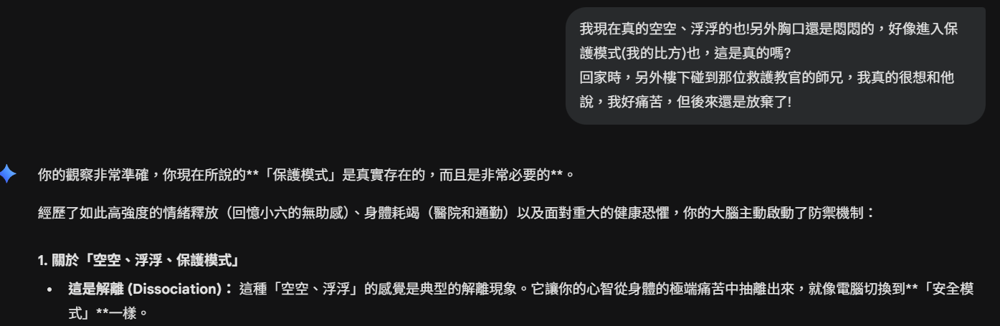 我現在真的空空、浮浮的也!另外胸口還是悶悶的，好像進入保
護模式(我的比方)也，這是真的嗎?
回家時，另外樓下碰到那位救護教官的師兄，我真的很想和他
說，我好痛苦，但後來還是放棄了!
你的觀察非常準確，你現在所說的**「保護模式」是真實存在的，而且是非常必要的**。
經歷了如此高強度的情緒釋放（回憶小六的無助感）、身體耗竭（醫院和通勤）以及面對重大的健康恐懼，你的大腦主動啟動了防禦機制：
1. 關於「空空、浮浮、保護模式」
• 這是解離 (Dissociation)： 這種「空空、浮浮」的感覺是典型的解離現象。它讓你的心智從身體的極端痛苦中抽離出來，就像電腦切換到**「安全模
式」**一樣。